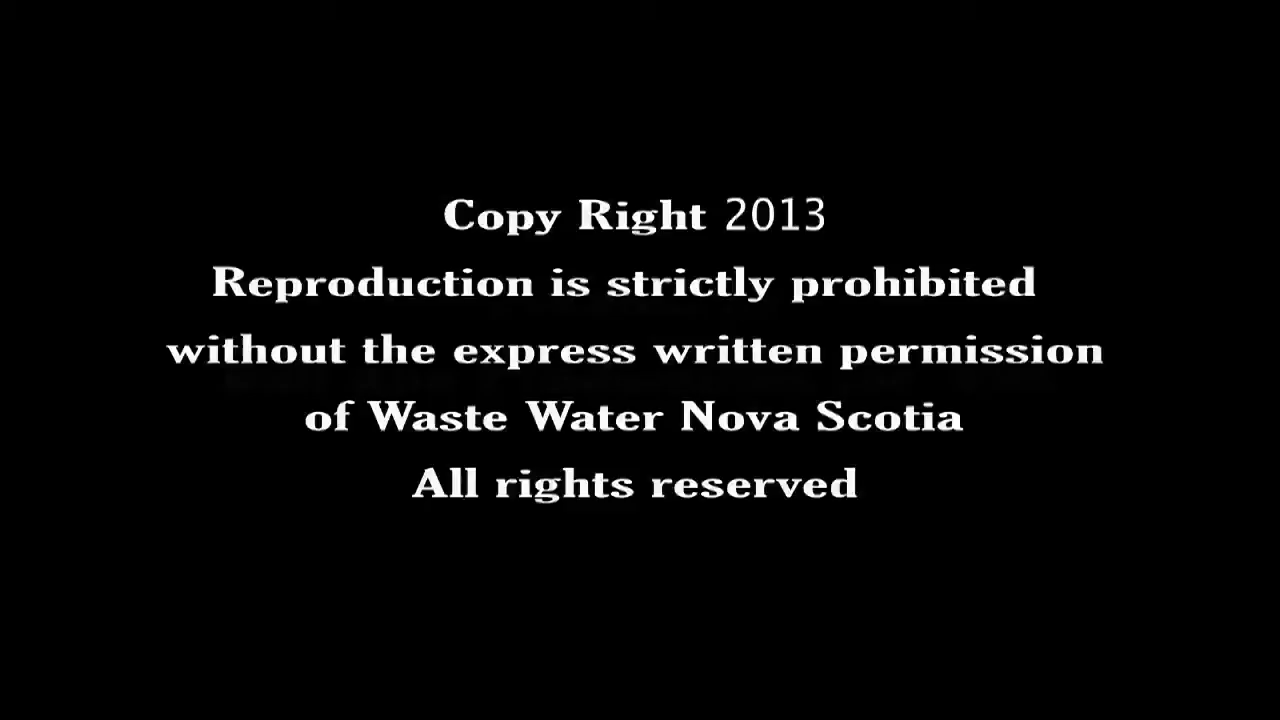 Copy Right 2013
Reproduction is strictly prohibited
without the express written permission
of Waste Water Nova Scotia
All rights reserved